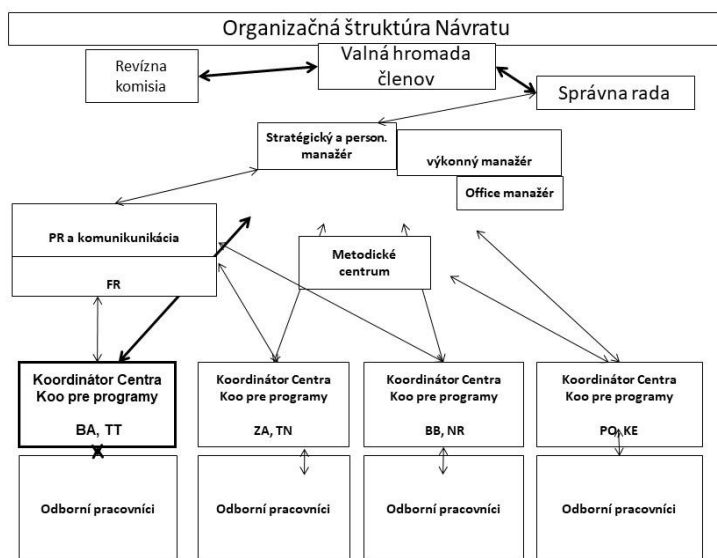 Organizačná štruktúra Návratu
Revízna
komisia
Valná hromada
členov
Správna rada
Stratégický a person.
manažér
výkonný manažér
Office manažér
PR a komunikunikácia
FR
Metodické
centrum
Koordinátor Centra
Koo pre programy
BA, TT
Koordinátor Centra
Koo pre programy
ZA, TN
Koordinátor Centra
Koo pre programy
BB, NR
Koordinátor Centra
Koo pre programy
PO, KE
Odborní pracovníci
Odborní pracovníci
Odborní pracovníci
Odborní pracovníci